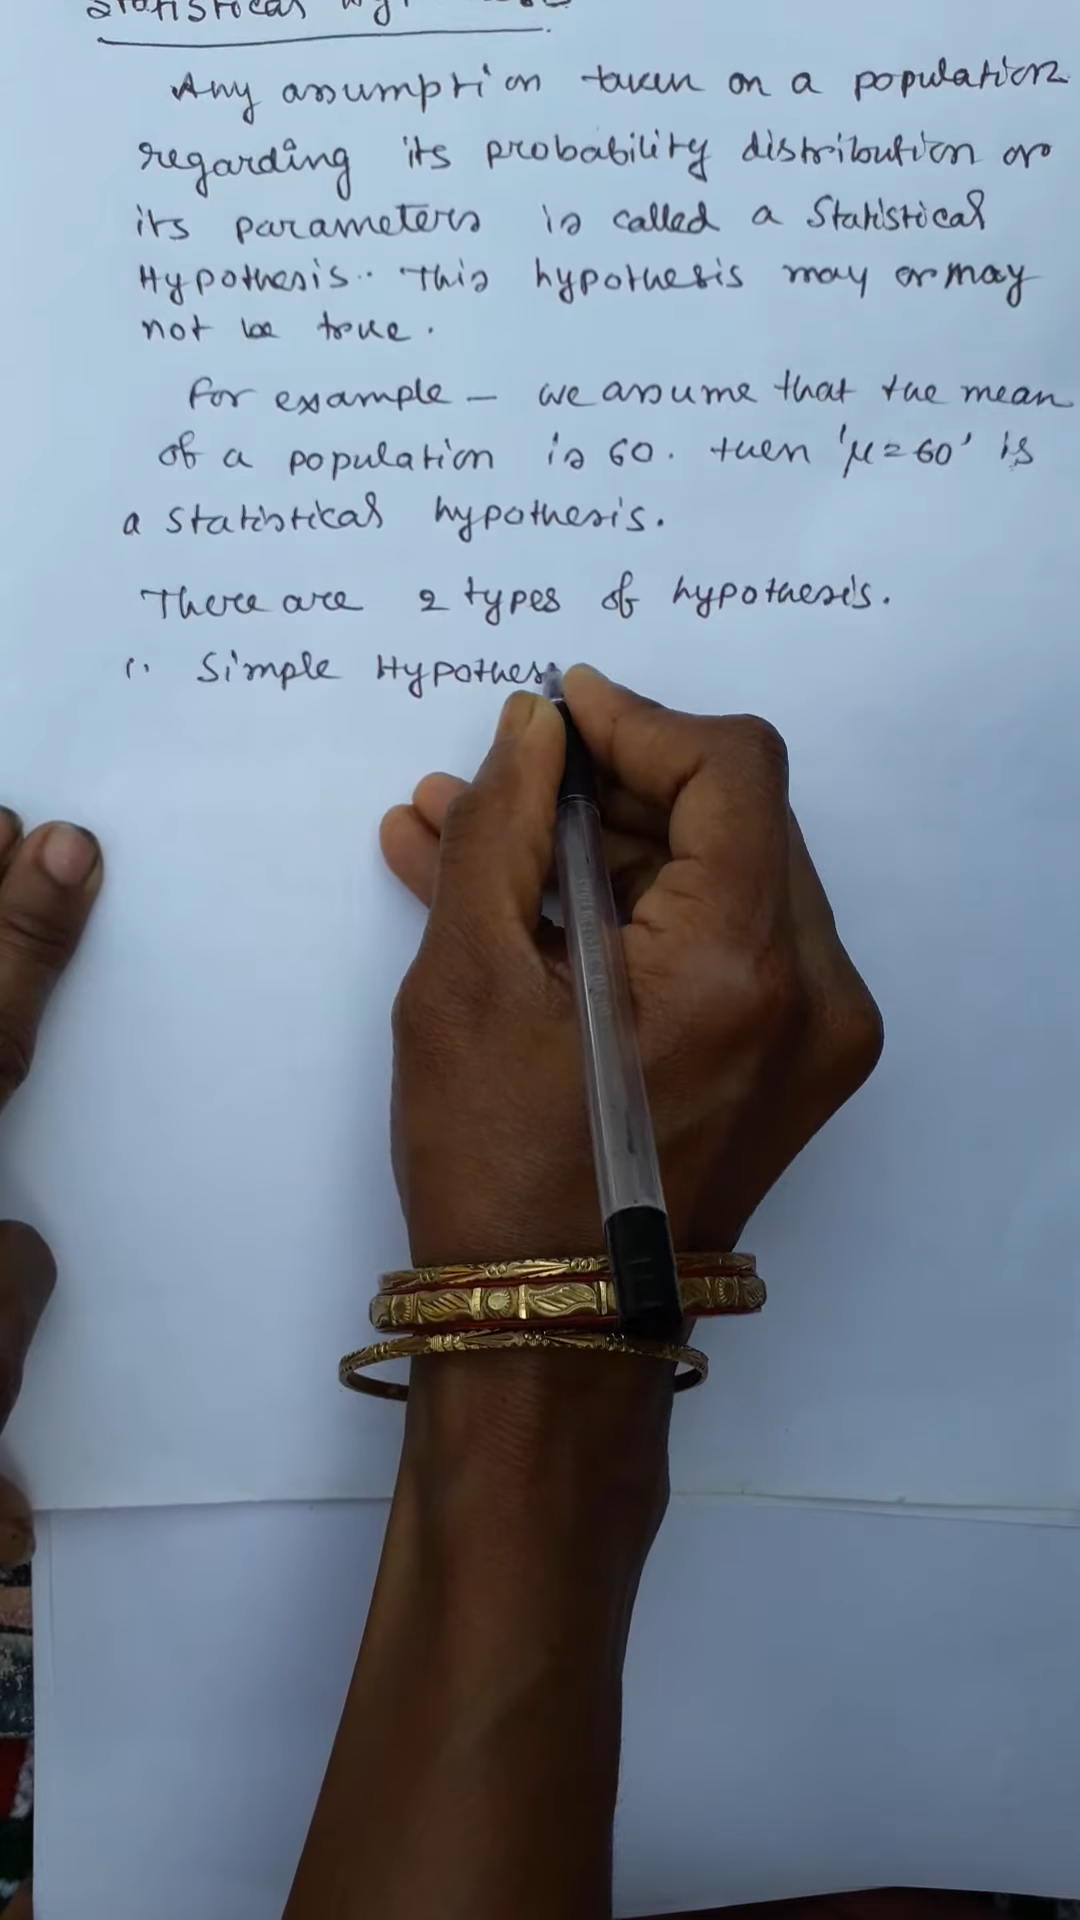 Statistical Hypothesis
Any assumption taken on a population
regarding its probability distribution or
its parameters is called a Statistical
Hypothesis.. This hypothesis may or may
not be true.
For example - we assume that the mean
of a population is 60. then 'μ=60' is
a statistical hypothesis.
There are 2 types of hypothesis.
1. Simple Hypothes